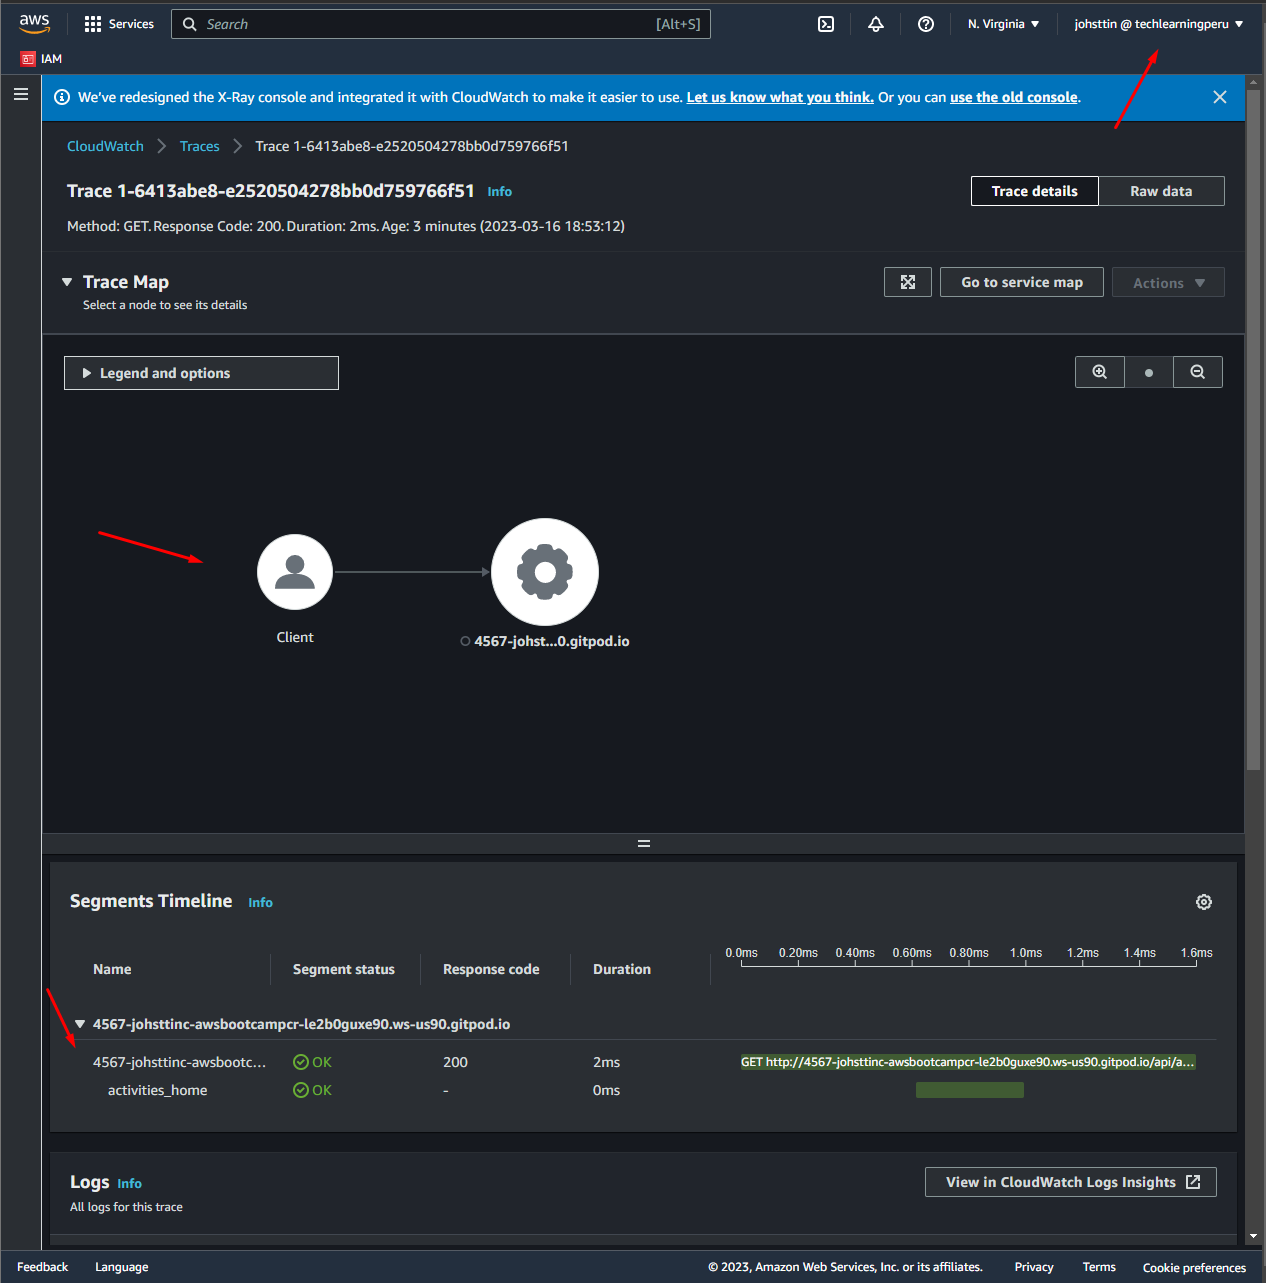 aws Services Search [Alt+S] N. Virginia johsttin @ techlearningperu
IAM
We've redesigned the X-Ray console and integrated it with CloudWatch to make it easier to use. Let us know what you think. Or you can use the old console.
CloudWatch Traces Trace 1-6413abe8-e2520504278bb0d759766f51
Trace 1-6413abe8-e2520504278bb0d759766f51 Info Trace details Raw data
Method: GET. Response Code: 200. Duration: 2ms. Age: 3 minutes (2023-03-16 18:53:12)
Trace Map Go to service map Actions
Select a node to see its details
Legend and options
Client 4567-johst...0.gitpod.io
Segments Timeline Info
Name Segment status Response code Duration 0.0ms 0.20ms 0.40ms 0.60ms 0.80ms 1.0ms 1.2ms 1.4ms 1.6ms
4567-johsttinc-awsbootcampcr-le2b0guxe90.ws-us90.gitpod.io
4567-johsttinc-awsbootc... OK 200 2ms GET http://4567-johsttinc-awsbootcampcr-le2b0guxe90.ws-us90.gitpod.io/api/a...
activities_home OK - 0ms
Logs Info View in CloudWatch Logs Insights
All logs for this trace
Feedback Language © 2023, Amazon Web Services, Inc. or its affiliates. Privacy Terms Cookie preferences